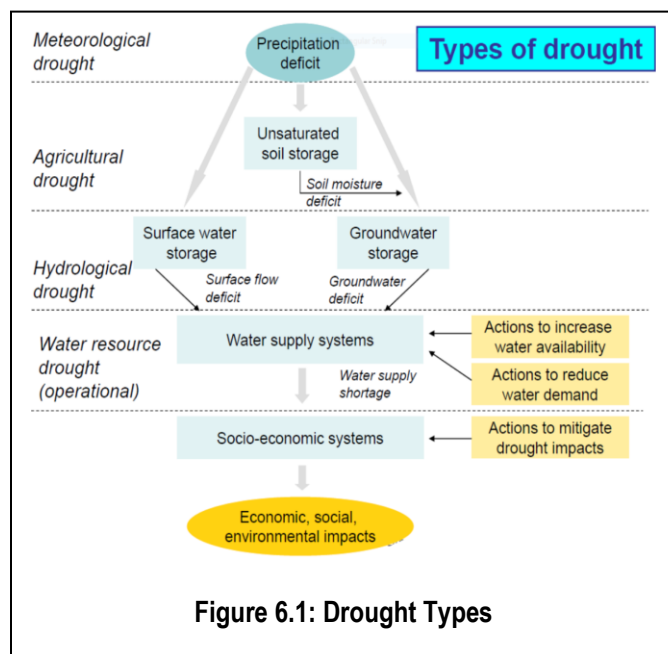 Meteorological
drought
Precipitation
deficit
Types of drought
Agricultural
drought
Unsaturated
soil storage
Soil moisture
deficit
Hydrological
drought
Surface water
storage
Groundwater
storage
Surface flow
deficit
Groundwater
deficit
Water resource
drought
(operational)
Water supply systems
Actions to increase
water availability
Water supply
shortage
Actions to reduce
water demand
Socio-economic systems
Actions to mitigate
drought impacts
Economic, social,
environmental impacts
Figure 6.1: Drought Types